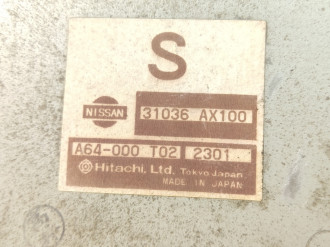 S
NISSAN 31036 AX100
A64-000 T02 2301
Hitachi, Ltd. Tokyo Japan
MADE IN JAPAN